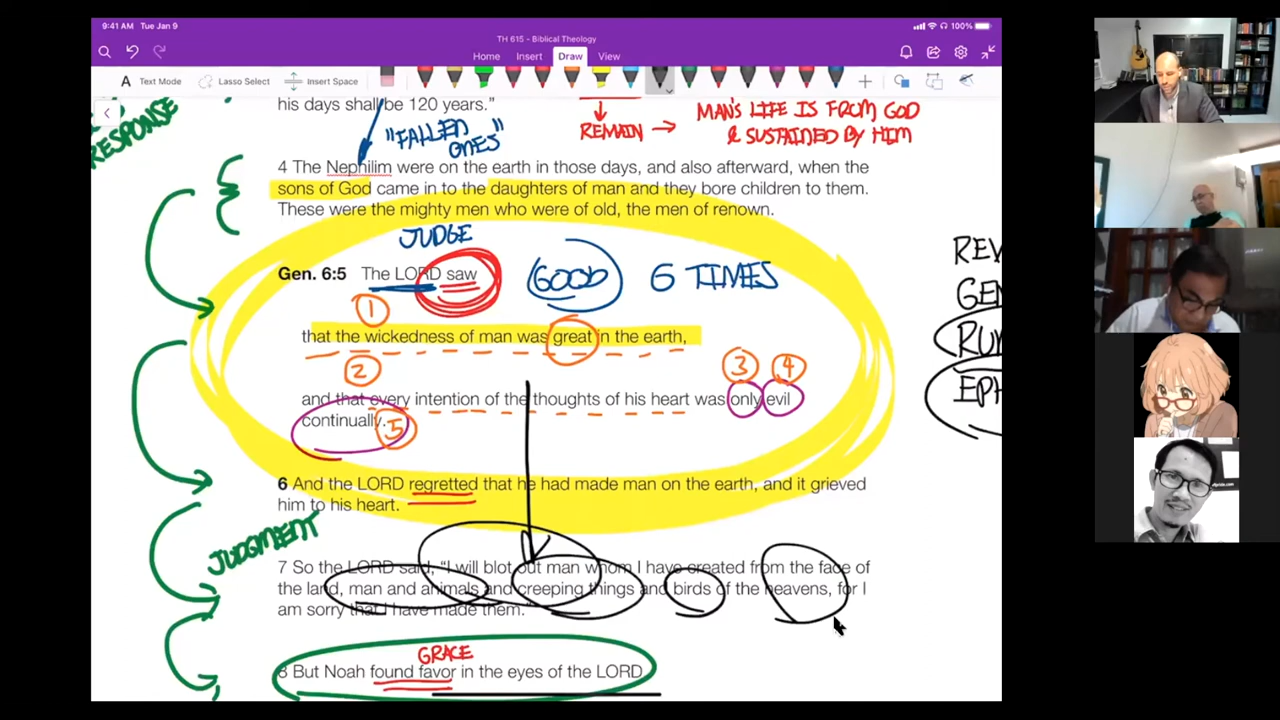 9:41 AM Tue Jan 9
100%
TH 615 - Biblical Theology
Home Insert Draw View
A Text Mode Lasso Select Insert Space
RESPONSE
his days shall be 120 years."
"FALLEN ONES"
REMAIN → MAN'S LIFE IS FROM GOD
& SUSTAINED BY HIM
4 The Nephilim were on the earth in those days, and also afterward, when the
sons of God came in to the daughters of man and they bore children to them.
These were the mighty men who were of old, the men of renown.
JUDGE
Gen. 6:5 The LORD saw GOOD 6 TIMES
1
that the wickedness of man was great in the earth,
2 3 4
and that every intention of the thoughts of his heart was only evil
continually. 5
6 And the LORD regretted that he had made man on the earth, and it grieved
him to his heart.
JUDGMENT
7 So the LORD said, "I will blot out man whom I have created from the face of
the land, man and animals and creeping things and birds of the heavens, for I
am sorry that I have made them."
GRACE
8 But Noah found favor in the eyes of the LORD
REV
GEN
RUM
EPH